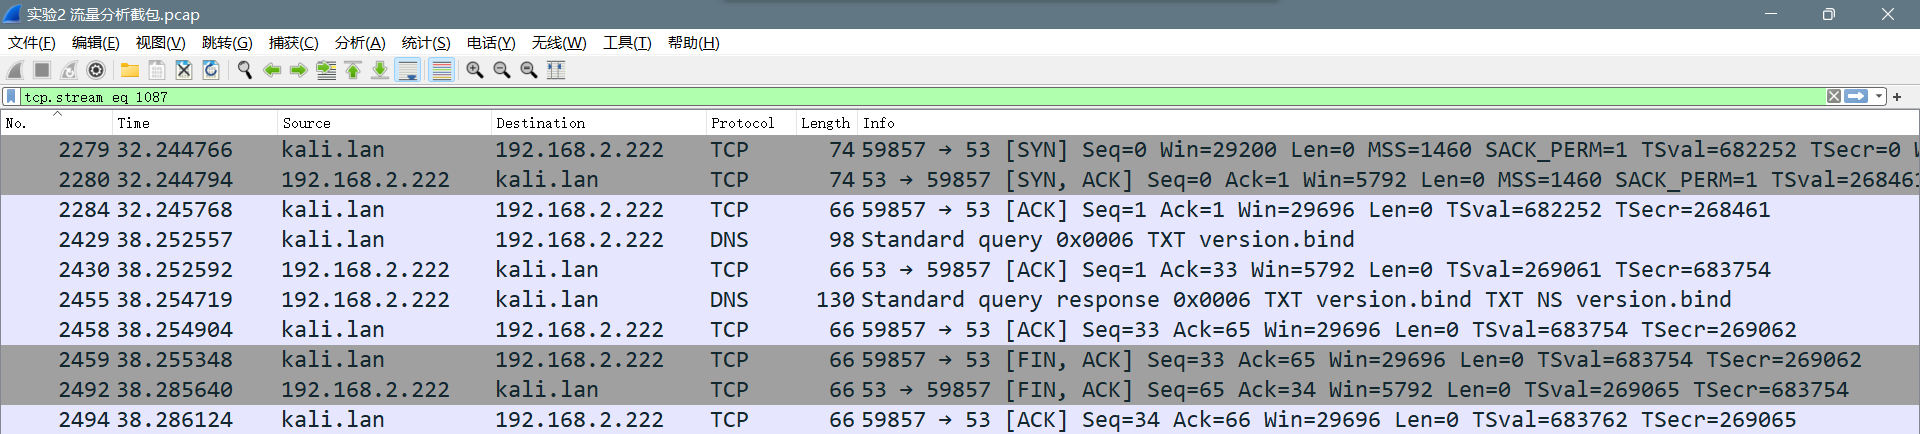 实验2 流量分析截包.pcap
文件(F) 编辑(E) 视图(V) 跳转(G) 捕获(C) 分析(A) 统计(S) 电话(Y) 无线(W) 工具(T) 帮助(H)
tcp.stream eq 1087
No. Time Source Destination Protocol Length Info
2279 32.244766 kali.lan 192.168.2.222 TCP 74 59857 → 53 [SYN] Seq=0 Win=29200 Len=0 MSS=1460 SACK_PERM=1 TSval=682252 TSecr=0
2280 32.244794 192.168.2.222 kali.lan TCP 74 53 → 59857 [SYN, ACK] Seq=0 Ack=1 Win=5792 Len=0 MSS=1460 SACK_PERM=1 TSval=268461
2284 32.245768 kali.lan 192.168.2.222 TCP 66 59857 → 53 [ACK] Seq=1 Ack=1 Win=29696 Len=0 TSval=682252 TSecr=268461
2429 38.252557 kali.lan 192.168.2.222 DNS 98 Standard query 0x0006 TXT version.bind
2430 38.252592 192.168.2.222 kali.lan TCP 66 53 → 59857 [ACK] Seq=1 Ack=33 Win=5792 Len=0 TSval=269061 TSecr=683754
2455 38.254719 192.168.2.222 kali.lan DNS 130 Standard query response 0x0006 TXT version.bind TXT NS version.bind
2458 38.254904 kali.lan 192.168.2.222 TCP 66 59857 → 53 [ACK] Seq=33 Ack=65 Win=29696 Len=0 TSval=683754 TSecr=269062
2459 38.255348 kali.lan 192.168.2.222 TCP 66 59857 → 53 [FIN, ACK] Seq=33 Ack=65 Win=29696 Len=0 TSval=683754 TSecr=269062
2492 38.285640 192.168.2.222 kali.lan TCP 66 53 → 59857 [FIN, ACK] Seq=65 Ack=34 Win=5792 Len=0 TSval=269065 TSecr=683754
2494 38.286124 kali.lan 192.168.2.222 TCP 66 59857 → 53 [ACK] Seq=34 Ack=66 Win=29696 Len=0 TSval=683762 TSecr=269065